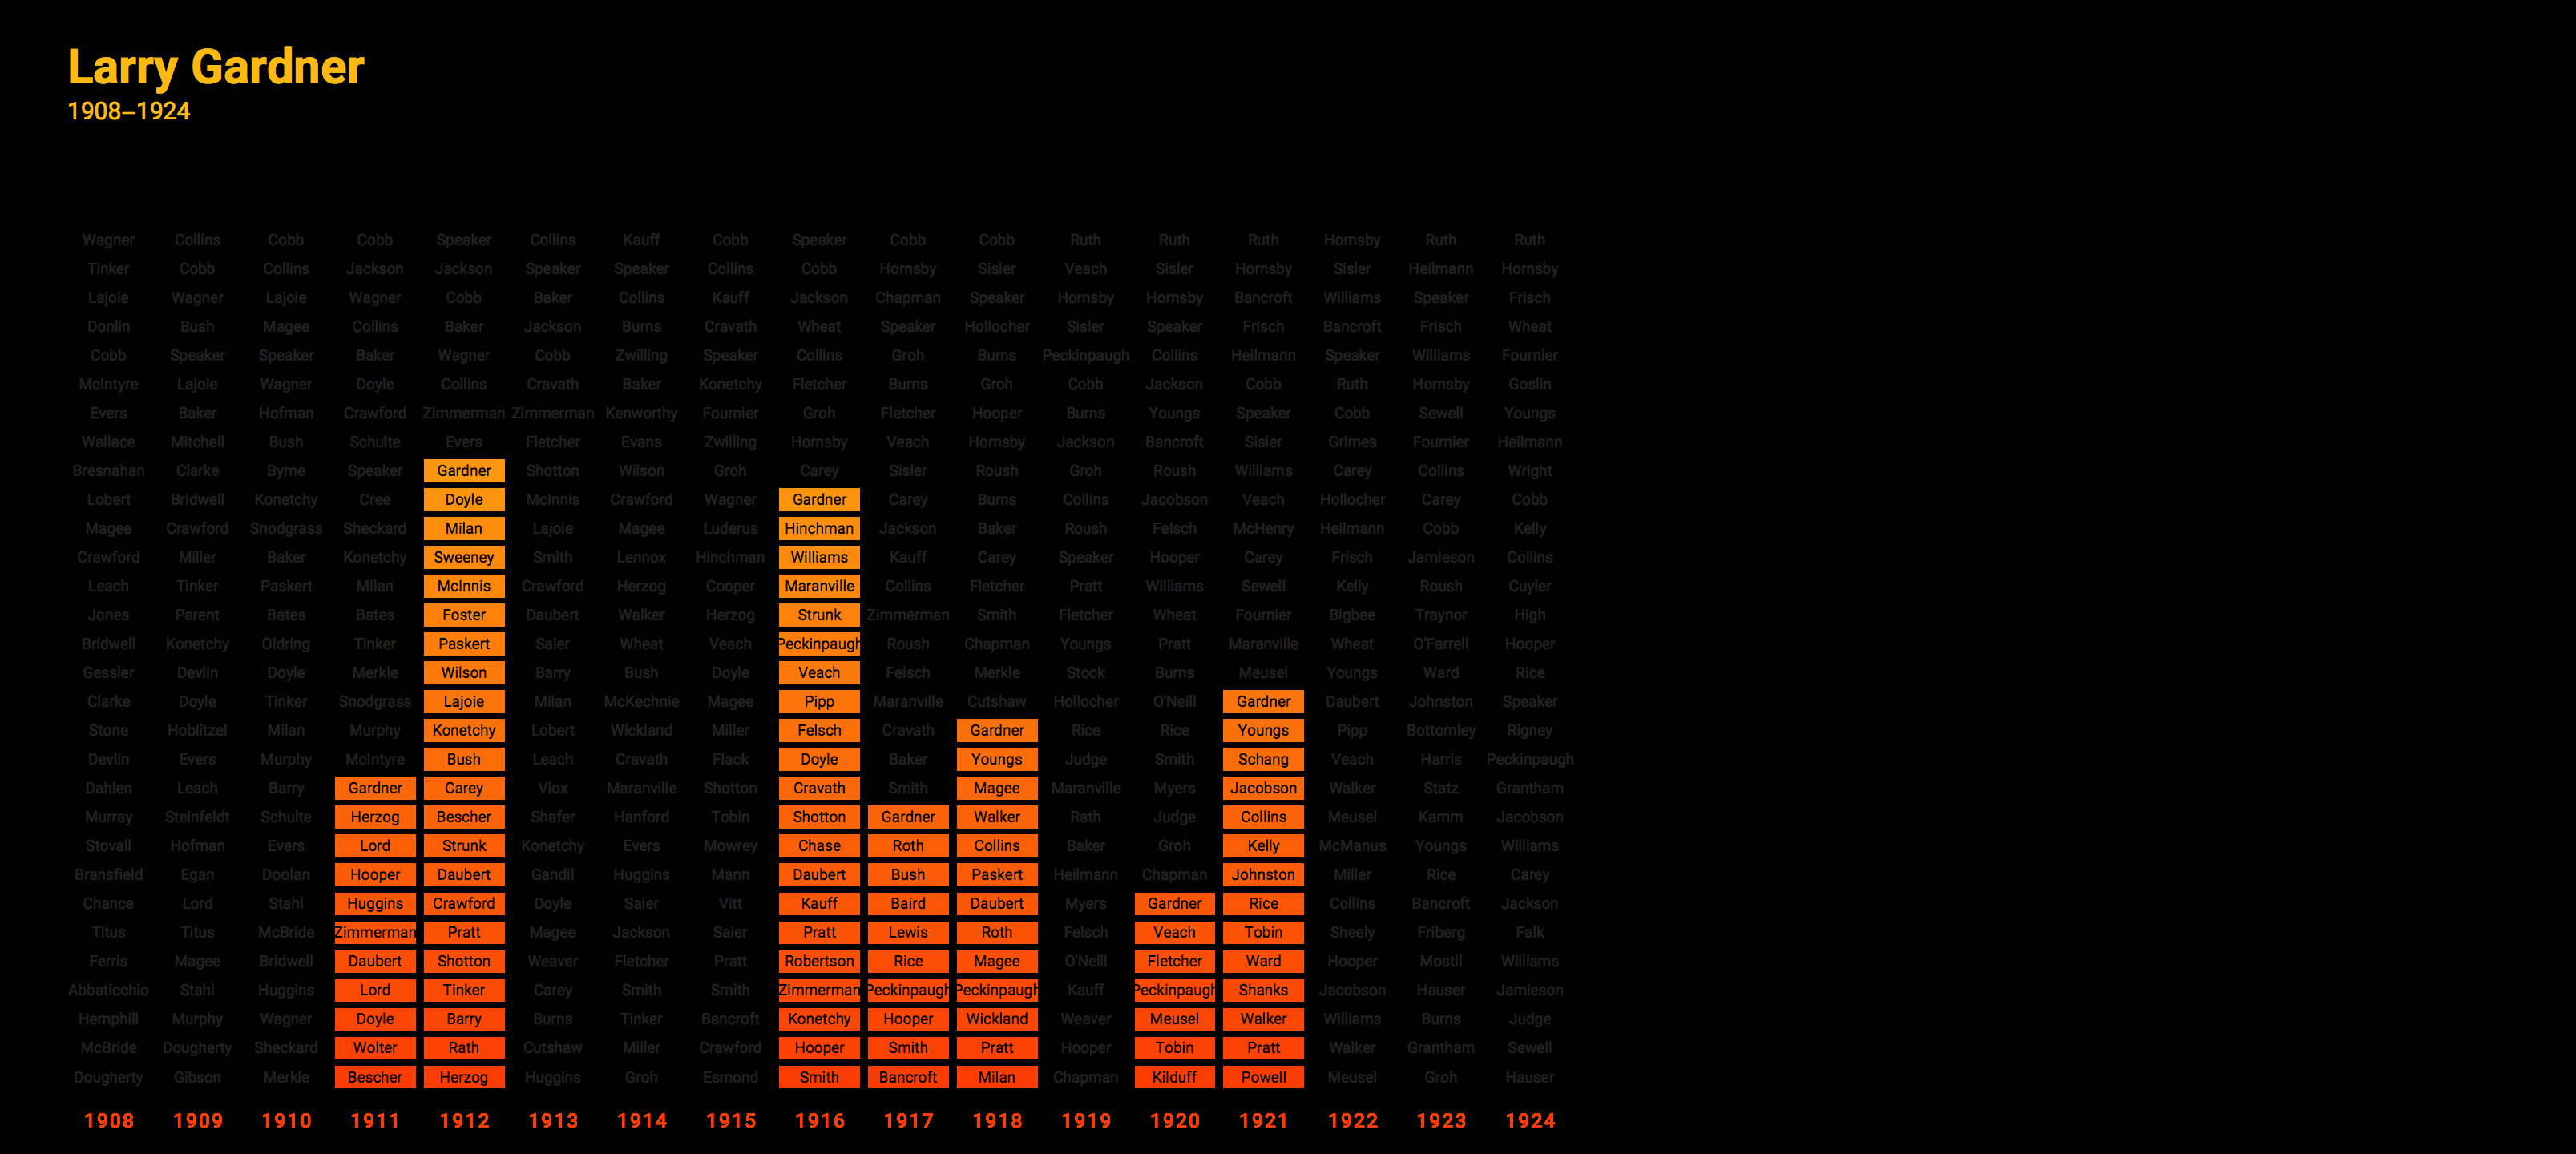 Larry Gardner
1908–1924
Wagner Collins Cobb Cobb Speaker Collins Kauff Cobb Speaker Cobb Cobb Ruth Ruth Ruth Hornsby Ruth Ruth
Tinker Cobb Collins Jackson Jackson Speaker Speaker Collins Cobb Hornsby Sisler Veach Sisler Hornsby Sisler Heilmann Hornsby
Lajoie Wagner Lajoie Wagner Cobb Baker Collins Kauff Jackson Chapman Speaker Hornsby Hornsby Bancroft Williams Speaker Frisch
Donlin Bush Magee Collins Baker Jackson Burns Cravath Wheat Speaker Hollocher Sisler Speaker Frisch Bancroft Frisch Wheat
Cobb Speaker Speaker Baker Wagner Cobb Zwilling Speaker Collins Groh Burns Peckinpaugh Collins Heilmann Speaker Williams Fournier
McIntyre Lajoie Wagner Doyle Collins Cravath Baker Konetchy Fletcher Burns Groh Cobb Jackson Cobb Ruth Hornsby Goslin
Evers Baker Hofman Crawford Zimmerman Zimmerman Kenworthy Fournier Groh Fletcher Hooper Burns Youngs Speaker Cobb Sewell Youngs
Wallace Mitchell Bush Schulte Evers Fletcher Evans Zwilling Hornsby Veach Hornsby Jackson Bancroft Sisler Grimes Fournier Heilmann
Bresnahan Clarke Byrne Speaker Gardner Shotton Wilson Groh Carey Sisler Roush Groh Roush Williams Carey Collins Wright
Lobert Bridwell Konetchy Cree Doyle McInnis Crawford Wagner Gardner Carey Burns Collins Jacobson Veach Hollocher Carey Cobb
Magee Crawford Snodgrass Sheckard Milan Lajoie Magee Luderus Hinchman Jackson Baker Roush Felsch McHenry Heilmann Cobb Kelly
Crawford Miller Baker Konetchy Sweeney Smith Lennox Hinchman Williams Kauff Carey Speaker Hooper Carey Frisch Jamieson Collins
Leach Tinker Paskert Milan McInnis Crawford Herzog Cooper Maranville Collins Fletcher Pratt Williams Sewell Kelly Roush Cuyler
Jones Parent Bates Bates Foster Daubert Walker Herzog Strunk Zimmerman Smith Fletcher Wheat Fournier Bigbee Traynor High
Bridwell Konetchy Oldring Tinker Paskert Saier Wheat Veach Peckinpaugh Roush Chapman Youngs Pratt Maranville Wheat O'Farrell Hooper
Gessler Devlin Doyle Merkle Wilson Barry Bush Doyle Veach Felsch Merkle Stock Burns Meusel Youngs Ward Rice
Clarke Doyle Tinker Snodgrass Lajoie Milan McKechnie Magee Pipp Maranville Cutshaw Hollocher O'Neill Gardner Daubert Johnston Speaker
Stone Hoblitzel Milan Murphy Konetchy Lobert Wickland Miller Felsch Cravath Gardner Rice Rice Youngs Pipp Bottomley Rigney
Devlin Evers Murphy McIntyre Bush Leach Cravath Flack Doyle Baker Youngs Judge Smith Schang Veach Harris Peckinpaugh
Dahlen Leach Barry Gardner Carey Viox Maranville Shotton Cravath Smith Magee Maranville Myers Jacobson Walker Statz Grantham
Murray Steinfeldt Schulte Herzog Bescher Shafer Hanford Tobin Shotton Gardner Walker Rath Judge Collins Meusel Kamm Jacobson
Stovall Hofman Evers Lord Strunk Konetchy Evers Mowrey Chase Roth Collins Baker Groh Kelly McManus Youngs Williams
Bransfield Egan Doolan Hooper Daubert Gandil Huggins Mann Daubert Bush Paskert Heilmann Chapman Johnston Miller Rice Carey
Chance Lord Stahl Huggins Crawford Doyle Saier Vitt Kauff Baird Daubert Myers Gardner Rice Collins Bancroft Jackson
Titus Titus McBride Zimmerman Pratt Magee Jackson Saier Pratt Lewis Roth Felsch Veach Tobin Sheely Friberg Falk
Ferris Magee Bridwell Daubert Shotton Weaver Fletcher Pratt Robertson Rice Magee O'Neill Fletcher Ward Hooper Mostil Williams
Abbaticchio Stahl Huggins Lord Tinker Carey Smith Smith Zimmerman Peckinpaugh Peckinpaugh Kauff Peckinpaugh Shanks Jacobson Hauser Jamieson
Hemphill Murphy Wagner Doyle Barry Burns Tinker Bancroft Konetchy Hooper Wickland Weaver Meusel Walker Williams Burns Judge
McBride Dougherty Sheckard Wolter Rath Cutshaw Miller Crawford Hooper Smith Pratt Hooper Tobin Pratt Walker Grantham Sewell
Dougherty Gibson Merkle Bescher Herzog Huggins Groh Esmond Smith Bancroft Milan Chapman Kilduff Powell Meusel Groh Hauser
1908 1909 1910 1911 1912 1913 1914 1915 1916 1917 1918 1919 1920 1921 1922 1923 1924